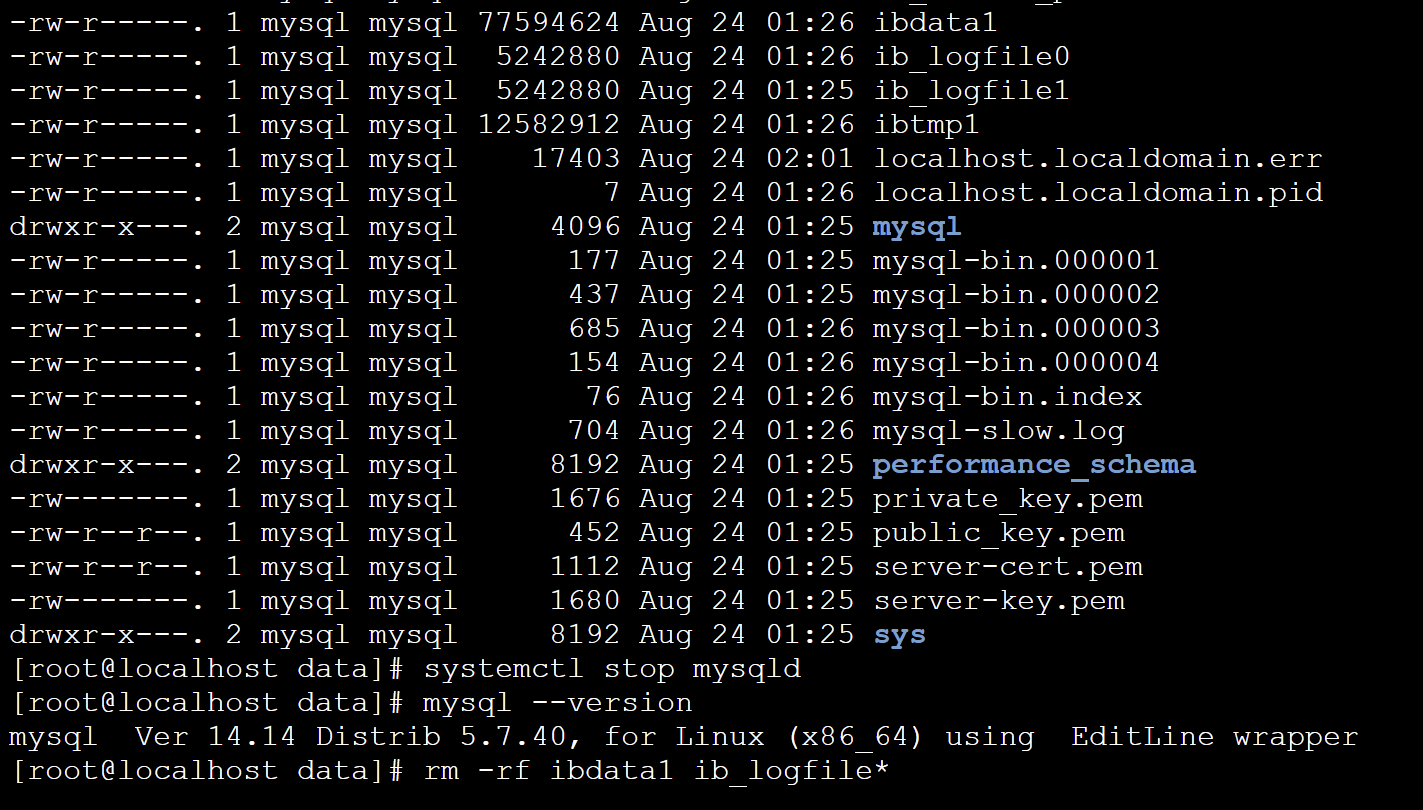 -rw-r-----. 1 mysql mysql 77594624 Aug 24 01:26 ibdata1
-rw-r-----. 1 mysql mysql  5242880 Aug 24 01:26 ib_logfile0
-rw-r-----. 1 mysql mysql  5242880 Aug 24 01:25 ib_logfile1
-rw-r-----. 1 mysql mysql 12582912 Aug 24 01:26 ibtmp1
-rw-r-----. 1 mysql mysql    17403 Aug 24 02:01 localhost.localdomain.err
-rw-r-----. 1 mysql mysql        7 Aug 24 01:26 localhost.localdomain.pid
drwxr-x---. 2 mysql mysql     4096 Aug 24 01:25 mysql
-rw-r-----. 1 mysql mysql      177 Aug 24 01:25 mysql-bin.000001
-rw-r-----. 1 mysql mysql      437 Aug 24 01:25 mysql-bin.000002
-rw-r-----. 1 mysql mysql      685 Aug 24 01:26 mysql-bin.000003
-rw-r-----. 1 mysql mysql      154 Aug 24 01:26 mysql-bin.000004
-rw-r-----. 1 mysql mysql       76 Aug 24 01:26 mysql-bin.index
-rw-r-----. 1 mysql mysql      704 Aug 24 01:26 mysql-slow.log
drwxr-x---. 2 mysql mysql     8192 Aug 24 01:25 performance_schema
-rw-------. 1 mysql mysql     1676 Aug 24 01:25 private_key.pem
-rw-r--r--. 1 mysql mysql      452 Aug 24 01:25 public_key.pem
-rw-r--r--. 1 mysql mysql     1112 Aug 24 01:25 server-cert.pem
-rw-------. 1 mysql mysql     1680 Aug 24 01:25 server-key.pem
drwxr-x---. 2 mysql mysql     8192 Aug 24 01:25 sys
[root@localhost data]# systemctl stop mysqld
[root@localhost data]# mysql --version
mysql  Ver 14.14 Distrib 5.7.40, for Linux (x86_64) using  EditLine wrapper
[root@localhost data]# rm -rf ibdata1 ib_logfile*